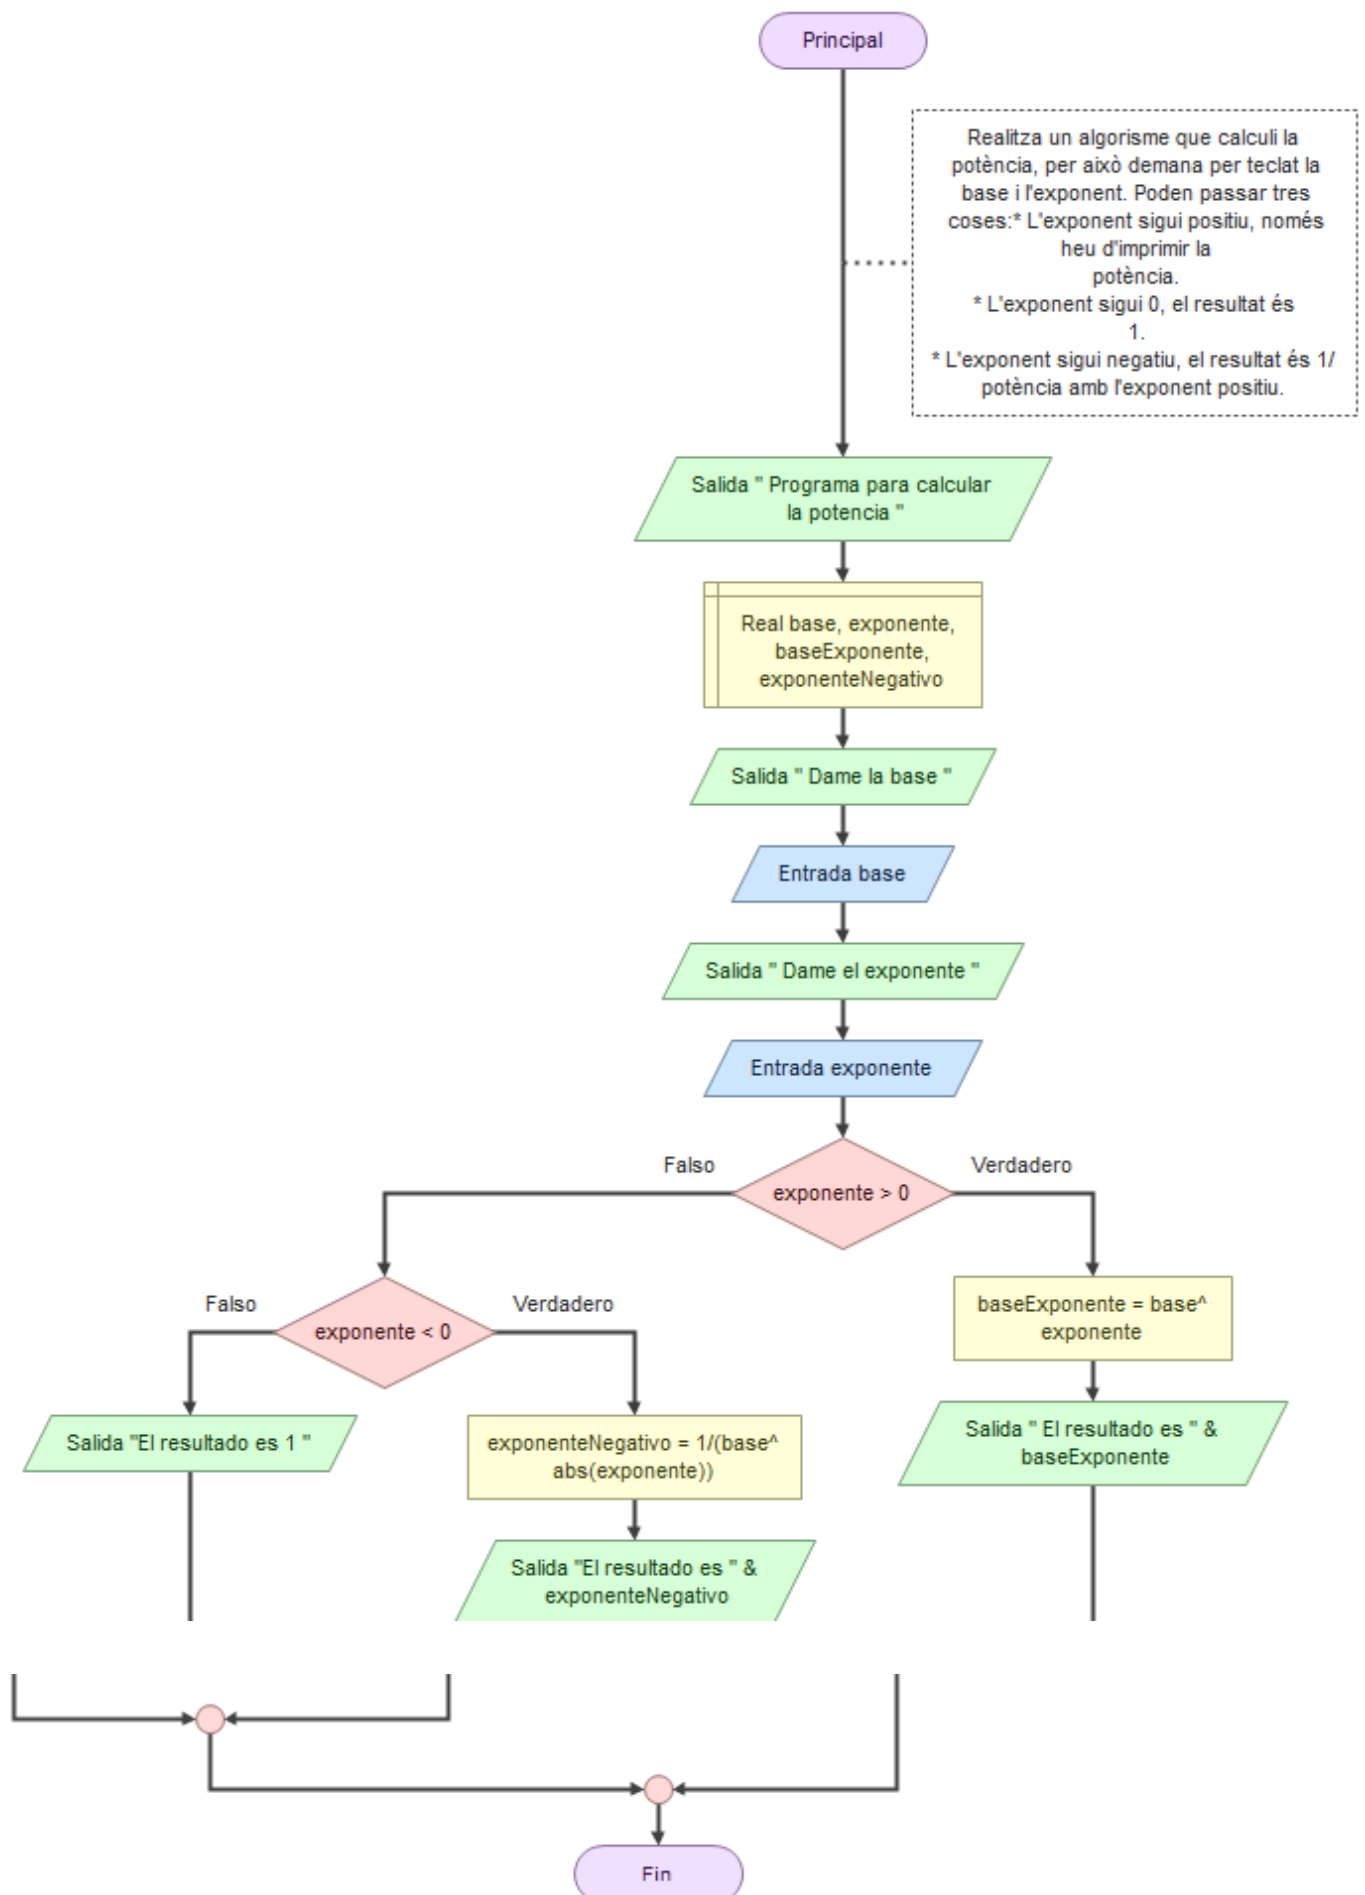 Principal
Realitza un algorisme que calculi la
potència, per això demana per teclat la
base i l'exponent. Poden passar tres
coses:* L'exponent sigui positiu, només
heu d'imprimir la
potència.
* L'exponent sigui 0, el resultat és
1.
* L'exponent sigui negatiu, el resultat és 1/
potència amb l'exponent positiu.
Salida " Programa para calcular
la potencia "
Real base, exponente,
baseExponente,
exponenteNegativo
Salida " Dame la base "
Entrada base
Salida " Dame el exponente "
Entrada exponente
Falso
Verdadero
exponente > 0
Falso
Verdadero
exponente < 0
baseExponente = base^
exponente
Salida "El resultado es 1 "
exponenteNegativo = 1/(base^
abs(exponente))
Salida " El resultado es " &
baseExponente
Salida "El resultado es " &
exponenteNegativo
Fin